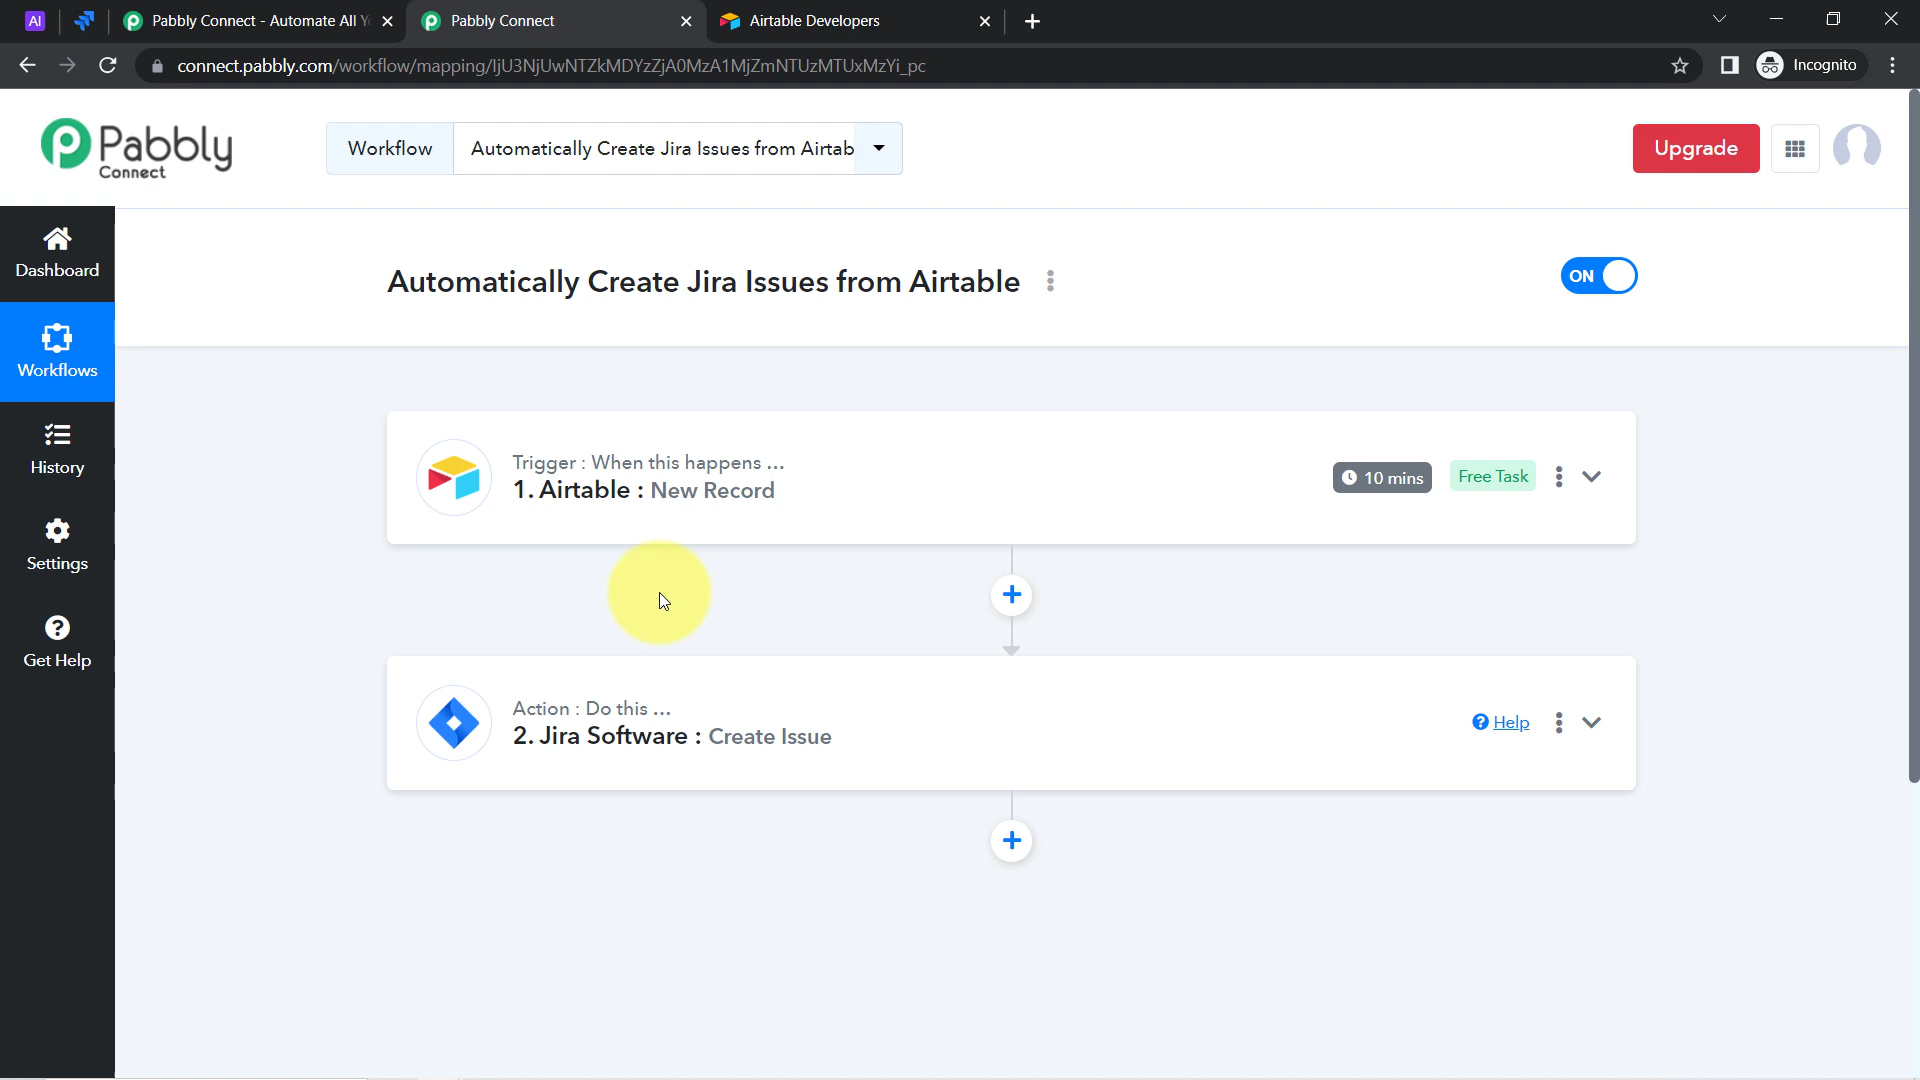 AI
Pabbly Connect - Automate All Y
Pabbly Connect
Airtable Developers
connect.pabbly.com/workflow/mapping/IjU3NjUwNTZkMDYzZjA0MzA1MjZmNTUzMTUxMzYi_pc
Incognito
Pabbly
Connect
Workflow
Automatically Create Jira Issues from Airtab
Upgrade
Dashboard
Workflows
History
Settings
Get Help
Automatically Create Jira Issues from Airtable
ON
Trigger : When this happens ...
1. Airtable : New Record
10 mins
Free Task
Action : Do this ...
2. Jira Software : Create Issue
Help